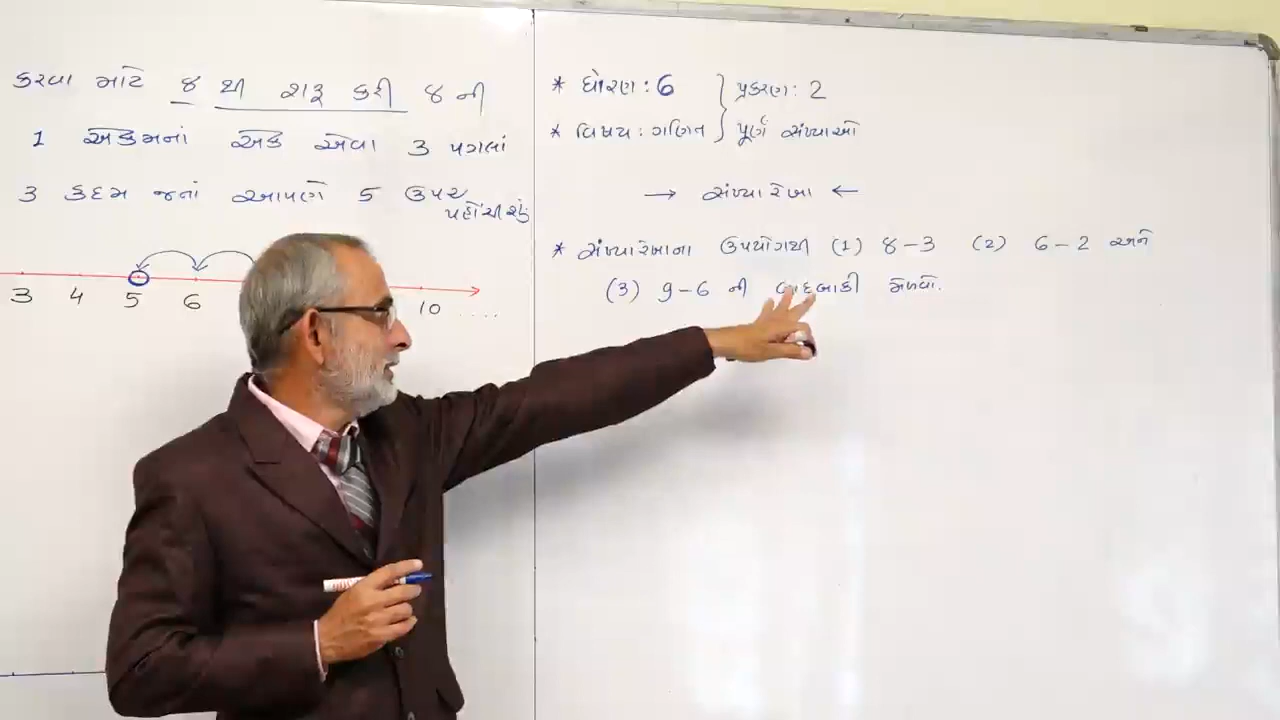 કરવા માટે ૪ થી શરૂ કરી ૪ ની
1 એકમનાં એક એવા 3 પગલાં
3 કદમ જતાં આપણે 5 ઉપર
પહોંચીશું
3 4 5 6 10 ....
* ધોરણ : 6 } પ્રકરણ : 2
* વિષય : ગણિત } પૂર્ણ સંખ્યાઓ
→ સંખ્યા રેખા ←
* સંખ્યારેખાના ઉપયોગથી (1) 8-3 (2) 6-2 અને
(3) 9-6 ની બાદબાકી મેળવો.